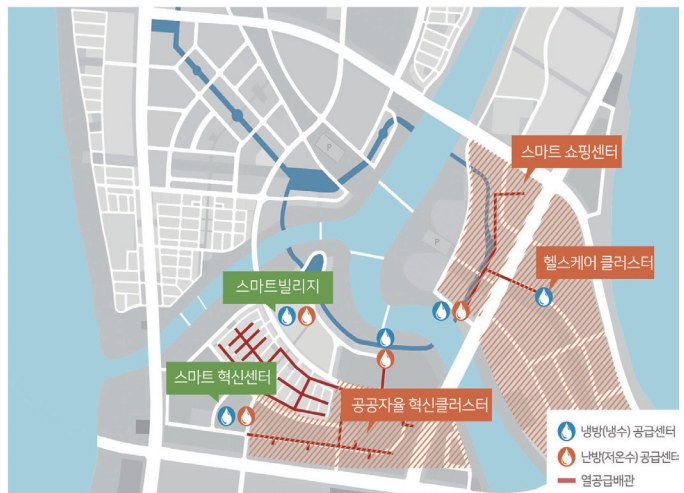 스마트 쇼핑센터
P
P
헬스케어 클러스터
스마트빌리지
스마트 혁신센터
공공자율 혁신클러스터
냉방(냉수) 공급센터
난방(저온수) 공급센터
열공급배관